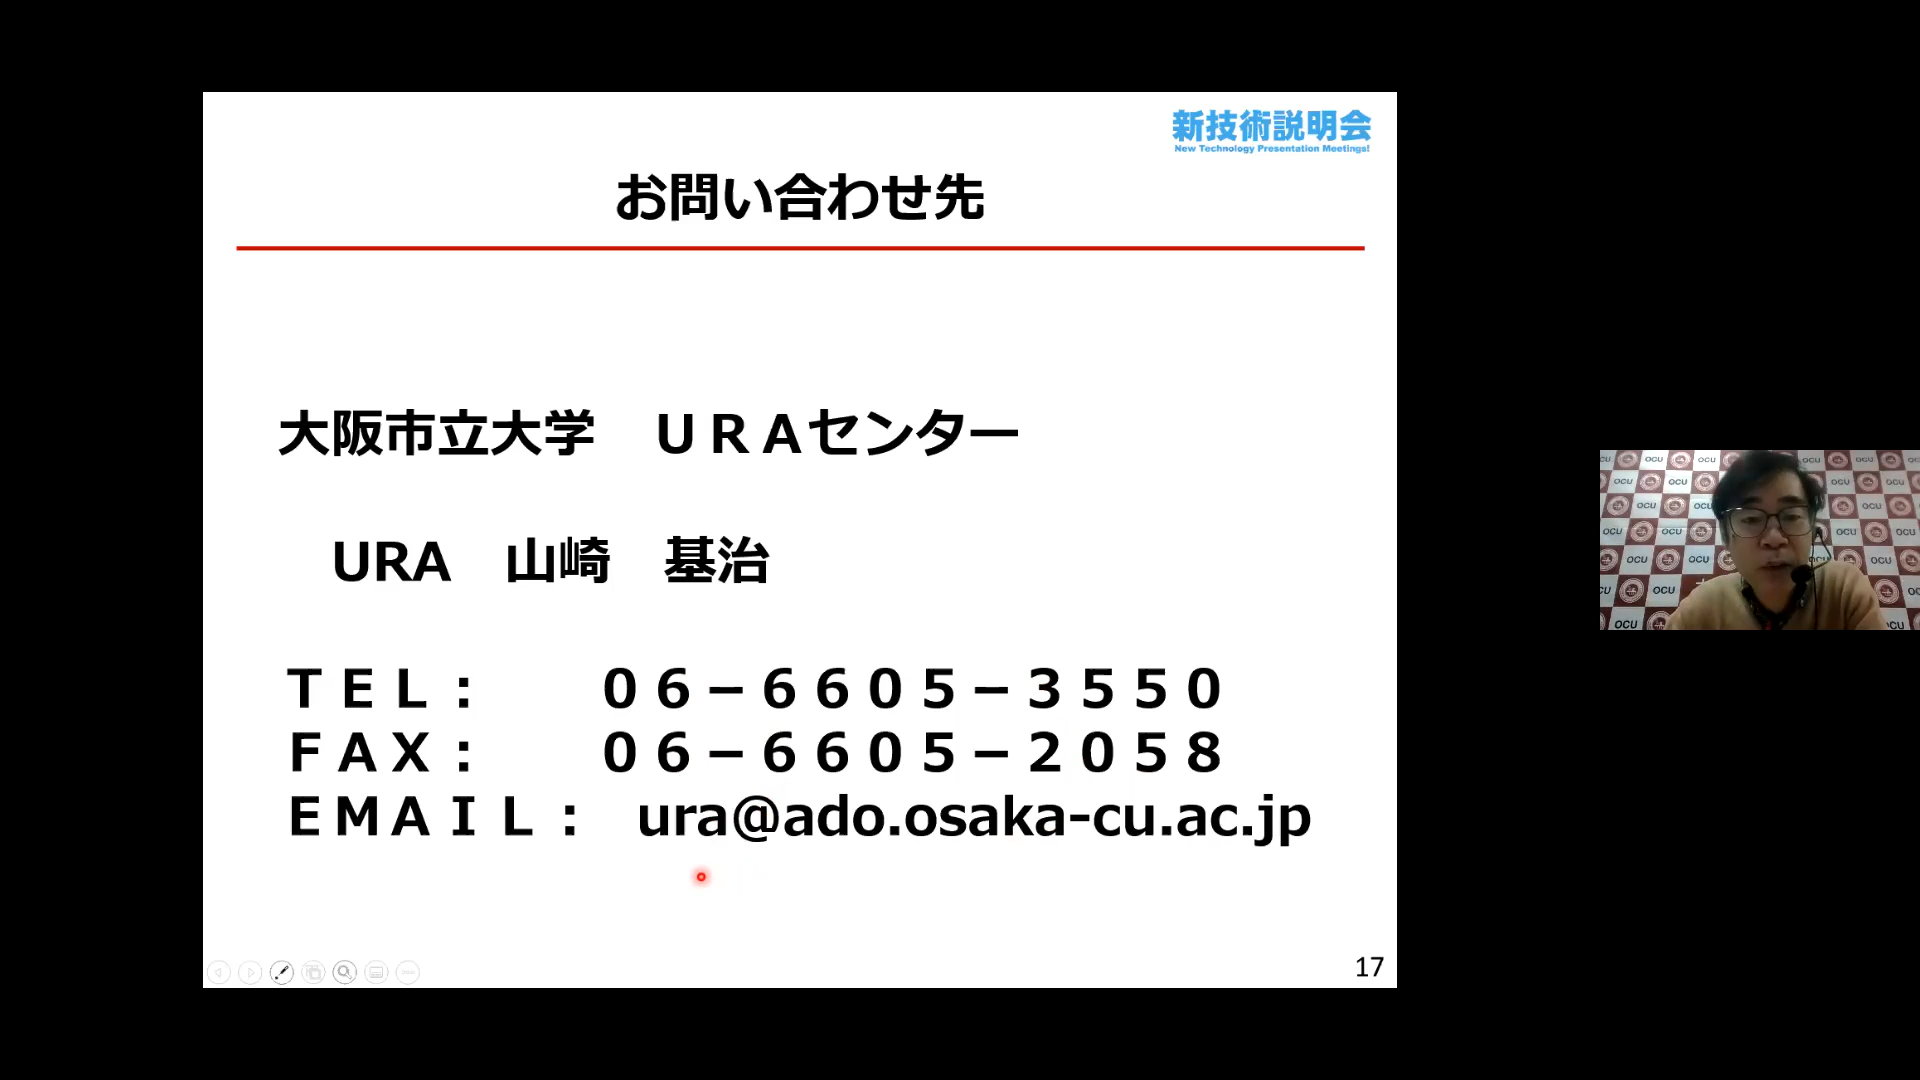 新技術説明会
New Technology Presentation Meetings!
お問い合わせ先
大阪市立大学　ＵＲＡセンター
URA　山崎　基治
ＴＥＬ：　０６－６６０５－３５５０
ＦＡＸ：　０６－６６０５－２０５８
ＥＭＡＩＬ：　ura@ado.osaka-cu.ac.jp
17
OCU